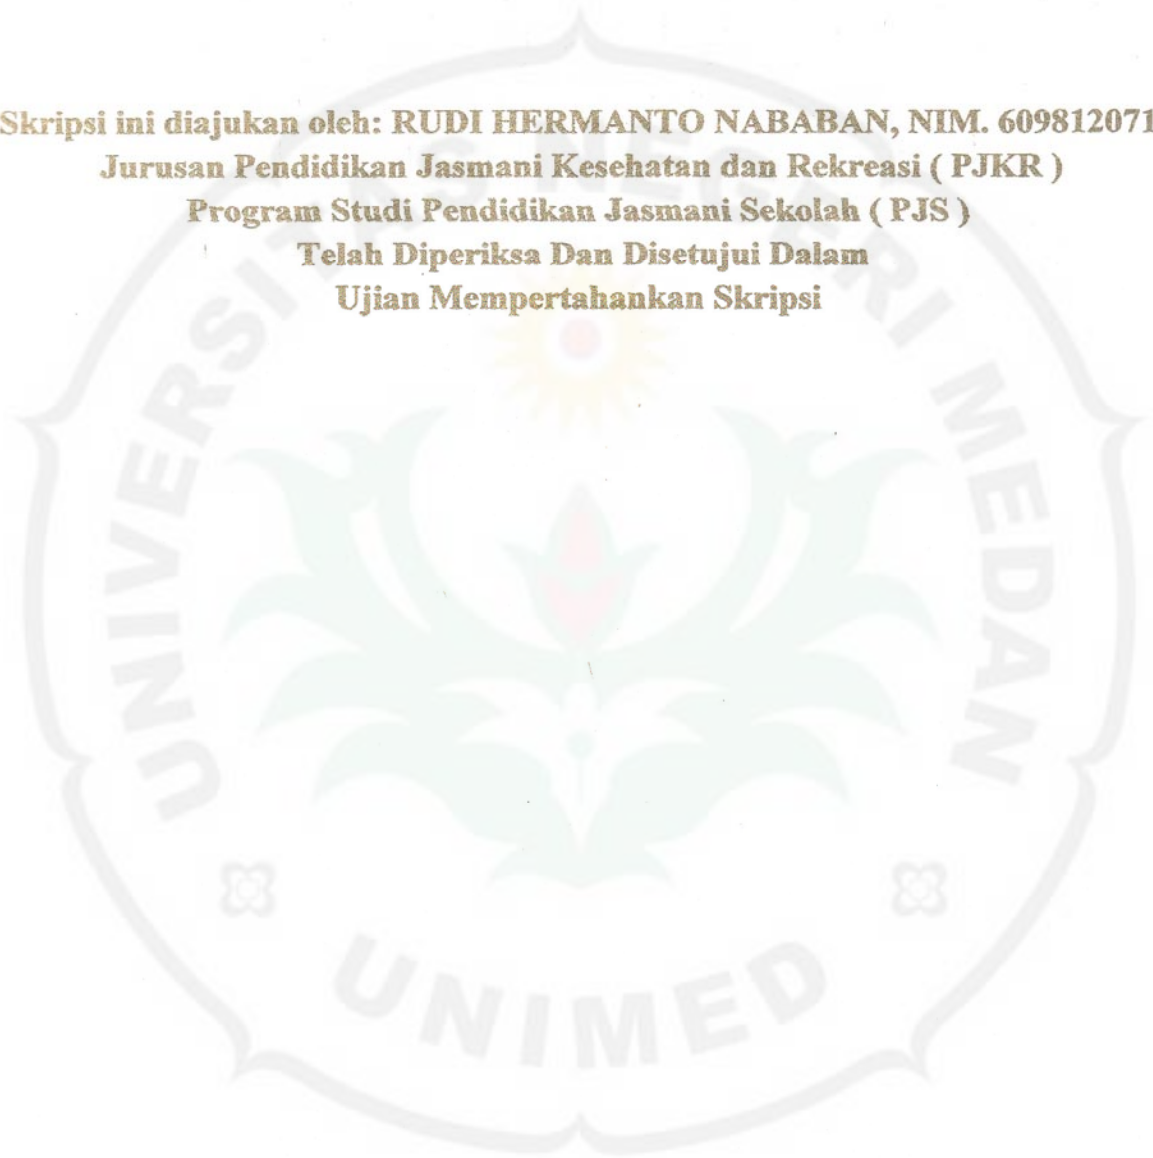 Skripsi ini diajukan oleh: RUDI HERMANTO NABABAN, NIM. 609812071
Jurusan Pendidikan Jasmani Kesehatan dan Rekreasi ( PJKR )
Program Studi Pendidikan Jasmani Sekolah ( PJS )
Telah Diperiksa Dan Disetujui Dalam
Ujian Mempertahankan Skripsi
UNIVERSITAS NEGERI MEDAN
UNIMED